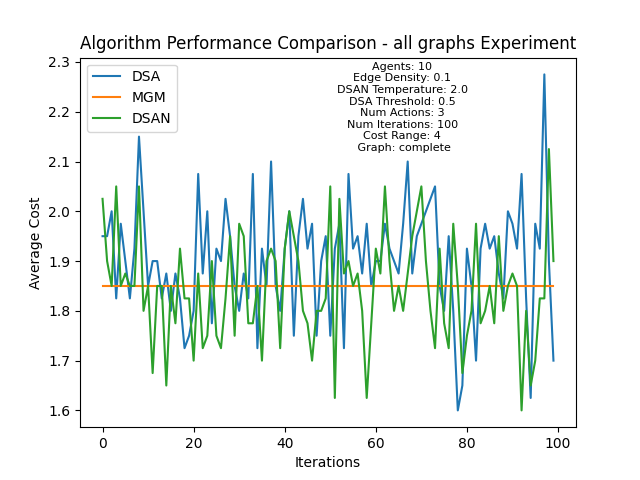 Algorithm Performance Comparison - all graphs Experiment
DSA
MGM
DSAN
Agents: 10
Edge Density: 0.1
DSAN Temperature: 2.0
DSA Threshold: 0.5
Num Actions: 3
Num Iterations: 100
Cost Range: 4
Graph: complete
Average Cost
2.3
2.2
2.1
2.0
1.9
1.8
1.7
1.6
0 20 40 60 80 100
Iterations